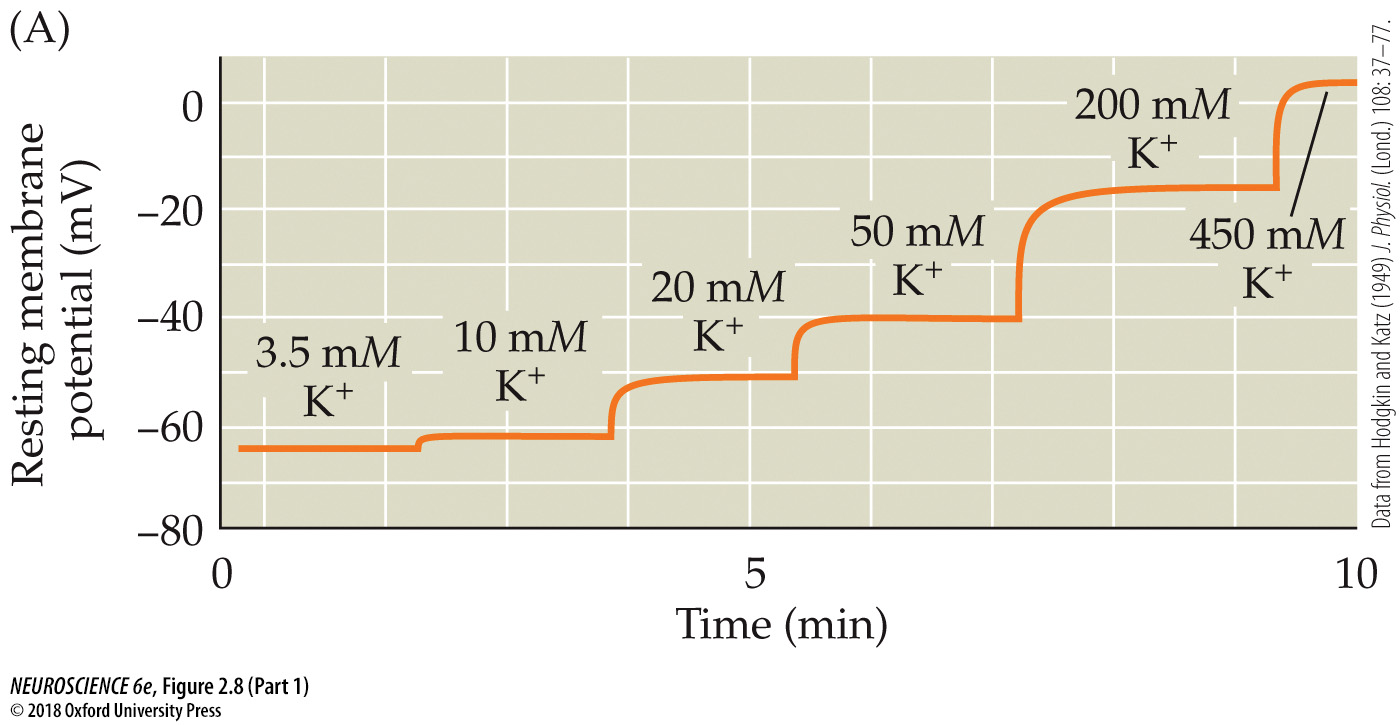 (A)
Resting membrane
potential (mV)
0
–20
–40
–60
–80
3.5 mM
K⁺
10 mM
K⁺
20 mM
K⁺
50 mM
K⁺
200 mM
K⁺
450 mM
K⁺
0
5
10
Time (min)
Data from Hodgkin and Katz (1949) J. Physiol. (Lond.) 108: 37–77.
NEUROSCIENCE 6e, Figure 2.8 (Part 1)
© 2018 Oxford University Press